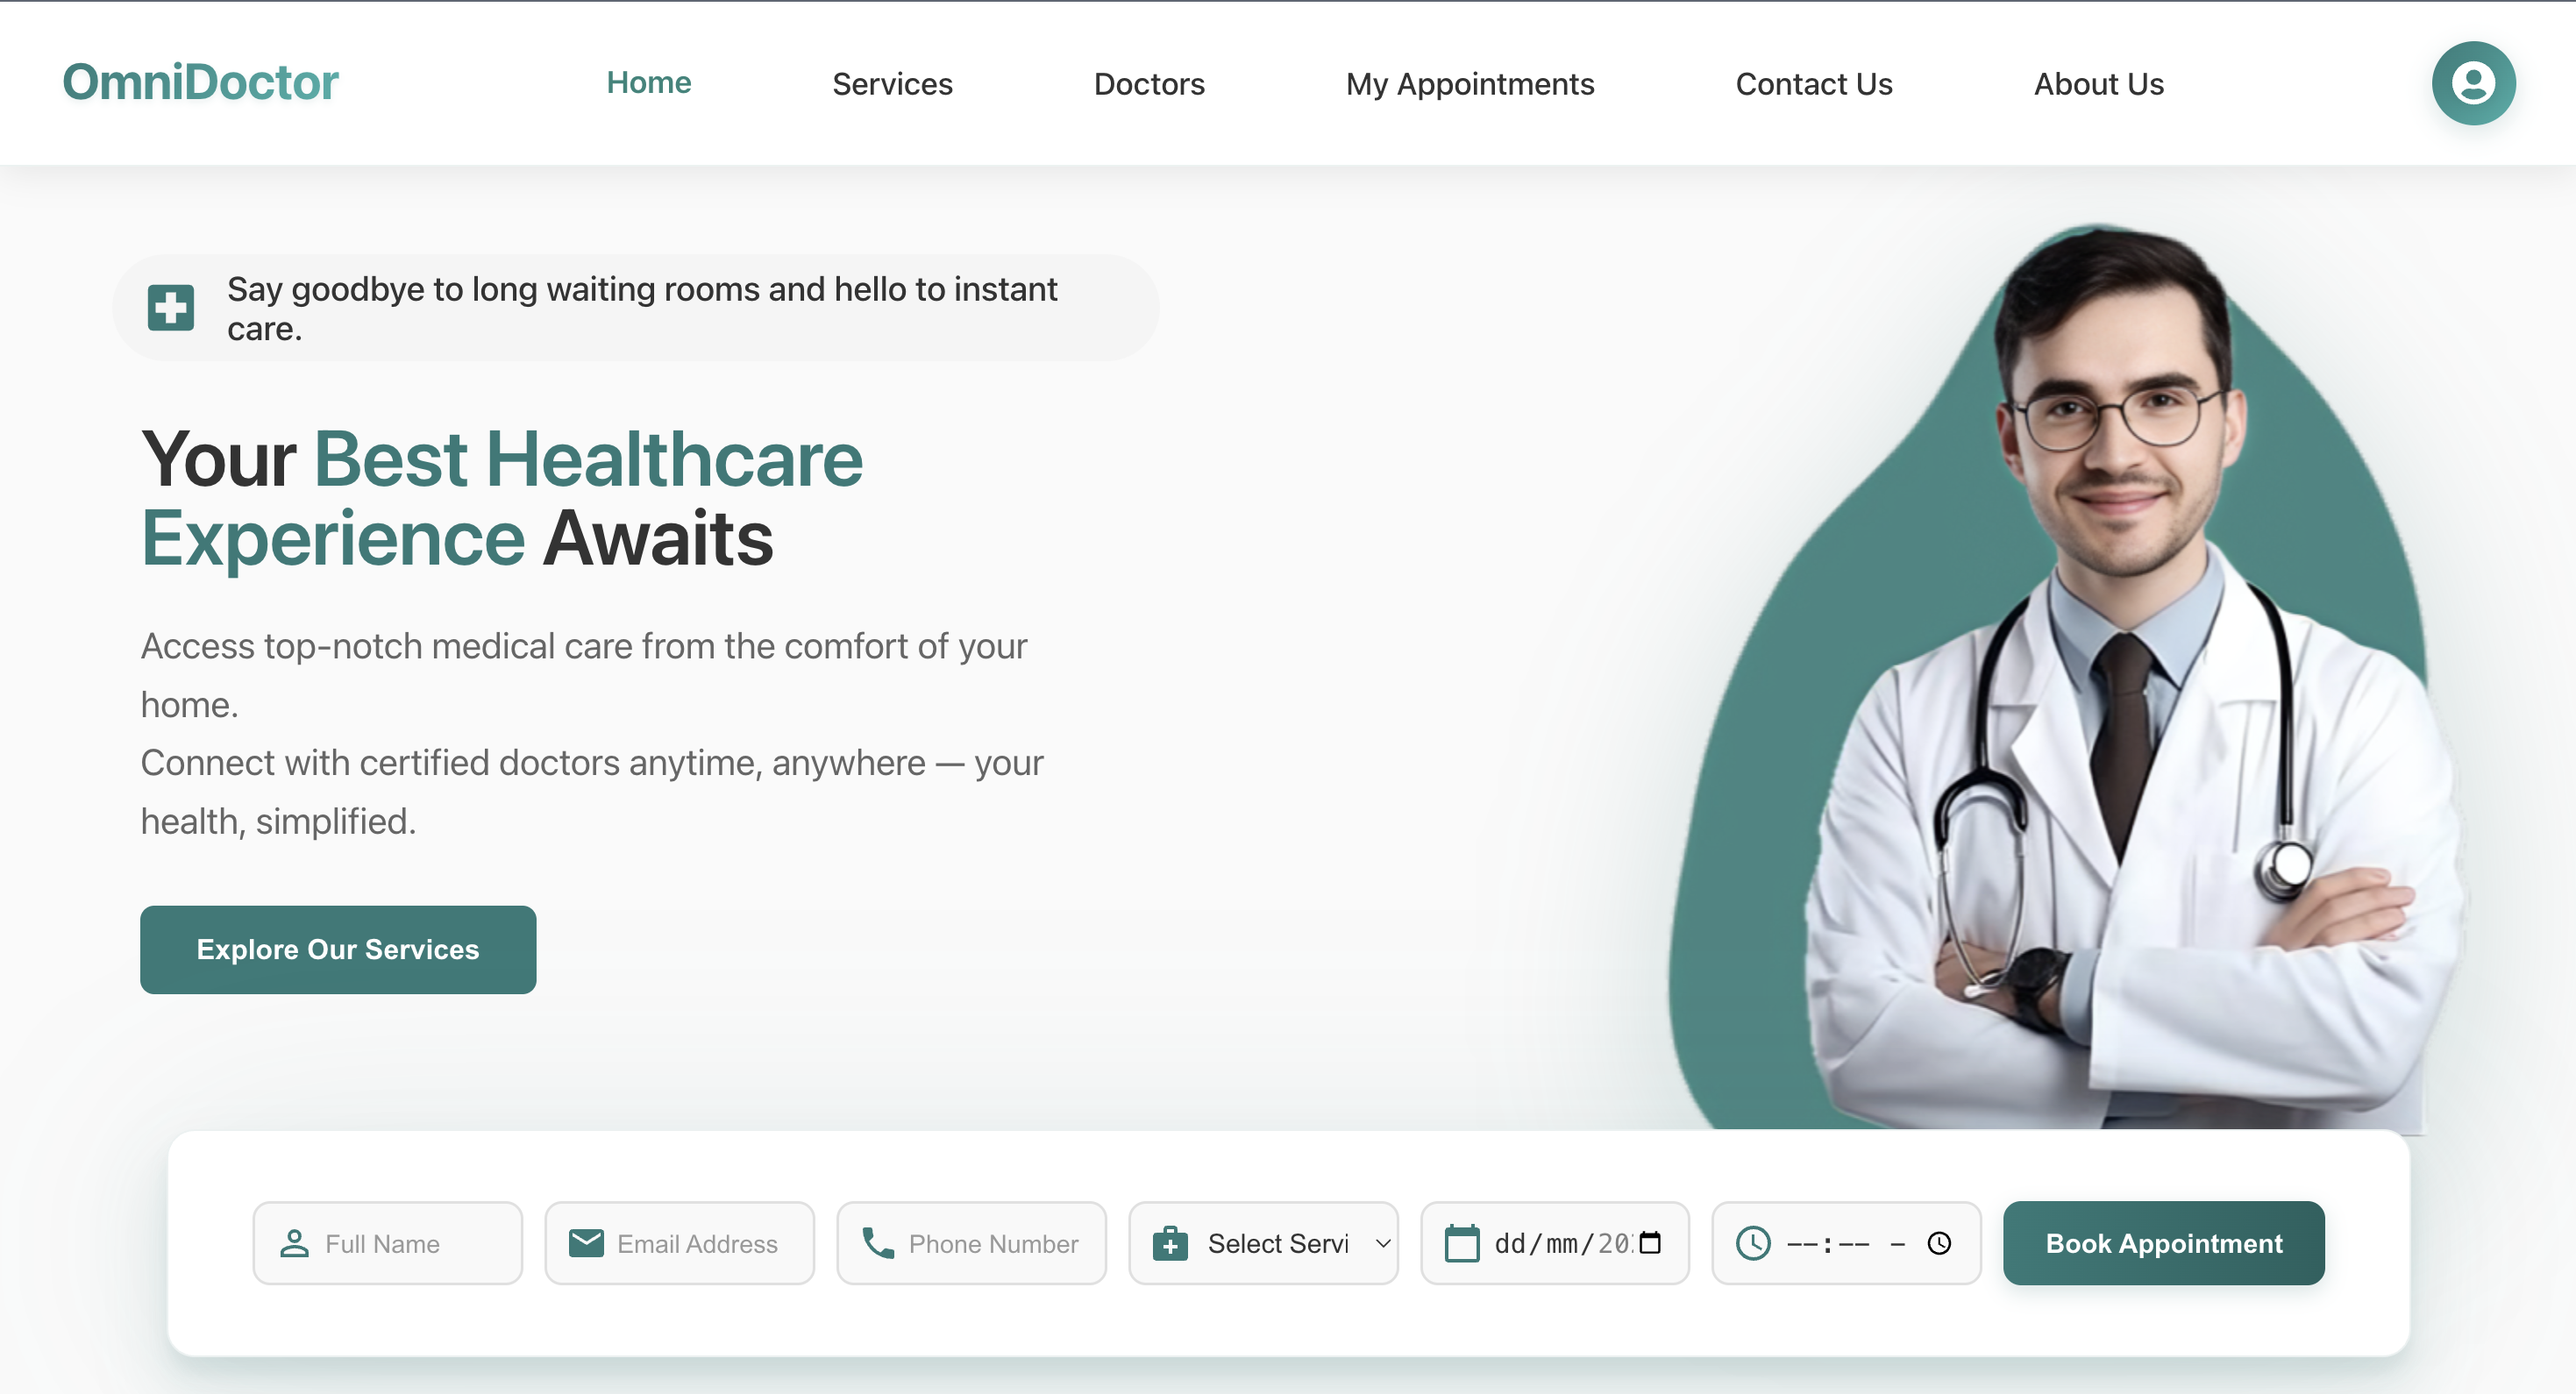 OmniDoctor
Home
Services
Doctors
My Appointments
Contact Us
About Us
Say goodbye to long waiting rooms and hello to instant
care.
Your Best Healthcare
Experience Awaits
Access top-notch medical care from the comfort of your
home.
Connect with certified doctors anytime, anywhere — your
health, simplified.
Explore Our Services
Full Name
Email Address
Phone Number
Select Servi
dd/mm/20
--:-- –
Book Appointment